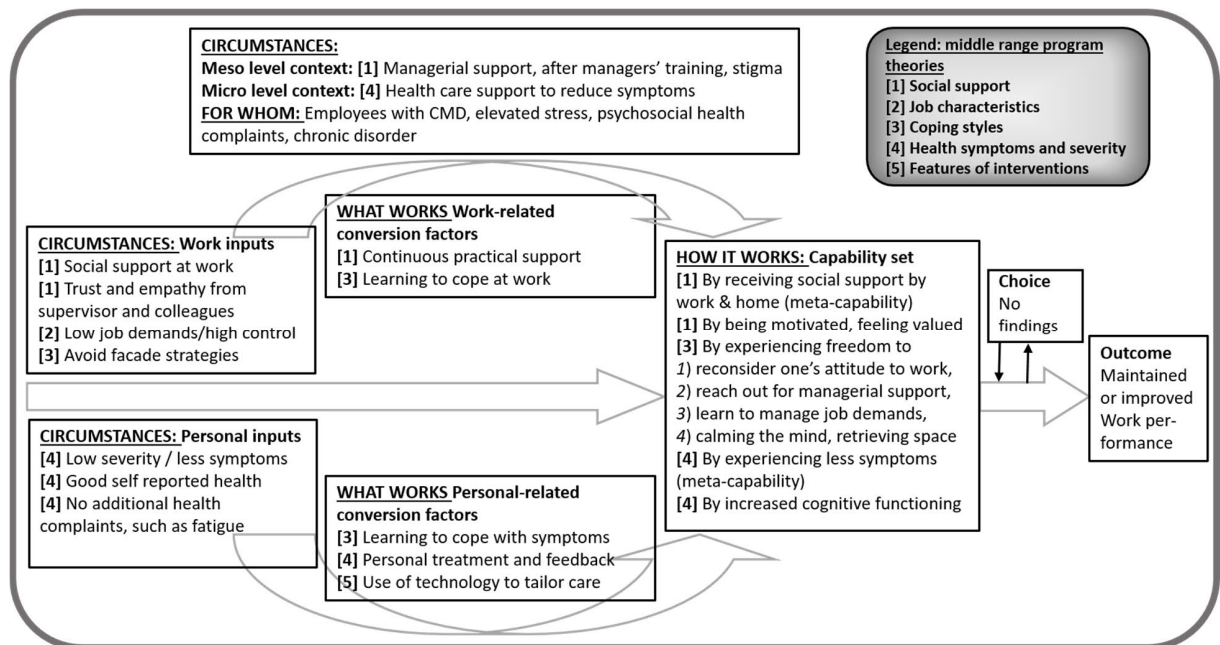 CIRCUMSTANCES:
Meso level context: [1] Managerial support, after managers' training, stigma
Micro level context: [4] Health care support to reduce symptoms
FOR WHOM: Employees with CMD, elevated stress, psychosocial health
complaints, chronic disorder
Legend: middle range program
theories
[1] Social support
[2] Job characteristics
[3] Coping styles
[4] Health symptoms and severity
[5] Features of interventions
CIRCUMSTANCES: Work inputs
[1] Social support at work
[1] Trust and empathy from
supervisor and colleagues
[2] Low job demands/high control
[3] Avoid facade strategies
WHAT WORKS Work-related
conversion factors
[1] Continuous practical support
[3] Learning to cope at work
CIRCUMSTANCES: Personal inputs
[4] Low severity / less symptoms
[4] Good self reported health
[4] No additional health
complaints, such as fatigue
WHAT WORKS Personal-related
conversion factors
[3] Learning to cope with symptoms
[4] Personal treatment and feedback
[5] Use of technology to tailor care
HOW IT WORKS: Capability set
[1] By receiving social support by
work & home (meta-capability)
[1] By being motivated, feeling valued
[3] By experiencing freedom to
1) reconsider one's attitude to work,
2) reach out for managerial support,
3) learn to manage job demands,
4) calming the mind, retrieving space
[4] By experiencing less symptoms
(meta-capability)
[4] By increased cognitive functioning
Choice
No
findings
Outcome
Maintained
or improved
Work per-
formance